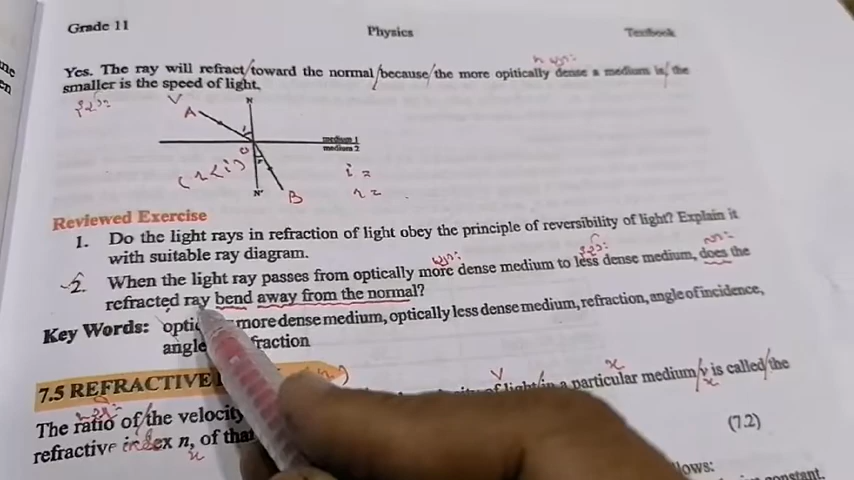 Grade 11 Physics Textbook
Yes. The ray will refract toward the normal because the more opitically dense a medium is, the
smaller is the speed of light.
N
A
i
medium 1
medium 2
O
r
(r<i)
i =
r =
N'
B
Reviewed Exercise
1. Do the light rays in refraction of light obey the principle of reversibility of light? Explain it
with suitable ray diagram.
2. When the light ray passes from optically more dense medium to less dense medium, does the
refracted ray bend away from the normal?
Key Words: more dense medium, optically less dense medium, refraction, angle of incidence,
7.5 REFRACTIVE
The ratio of the velocity of light in a particular medium v is called the
refractive index n, of that
(7.2)